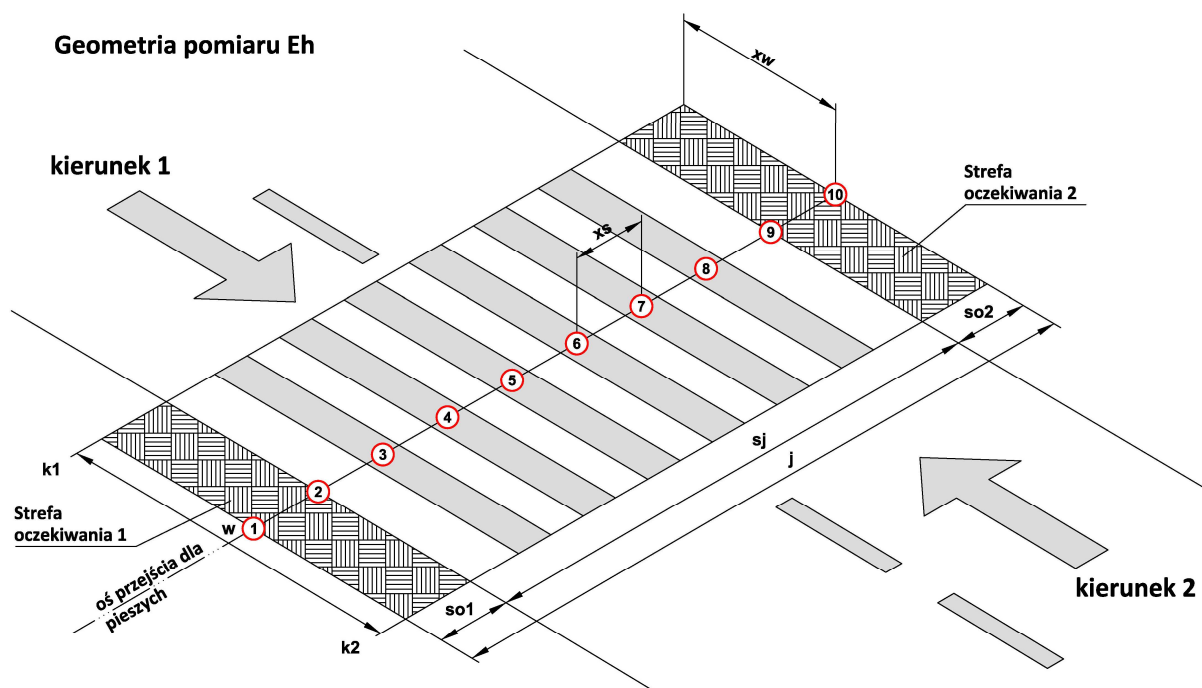 Geometria pomiaru Eh
xw
kierunek 1
Strefa
oczekiwania 2
10
9
xs
8
7
6
so2
5
4
sj
j
3
k1
2
Strefa
oczekiwania 1
w
1
oś przejścia dla
pieszych
so1
kierunek 2
k2